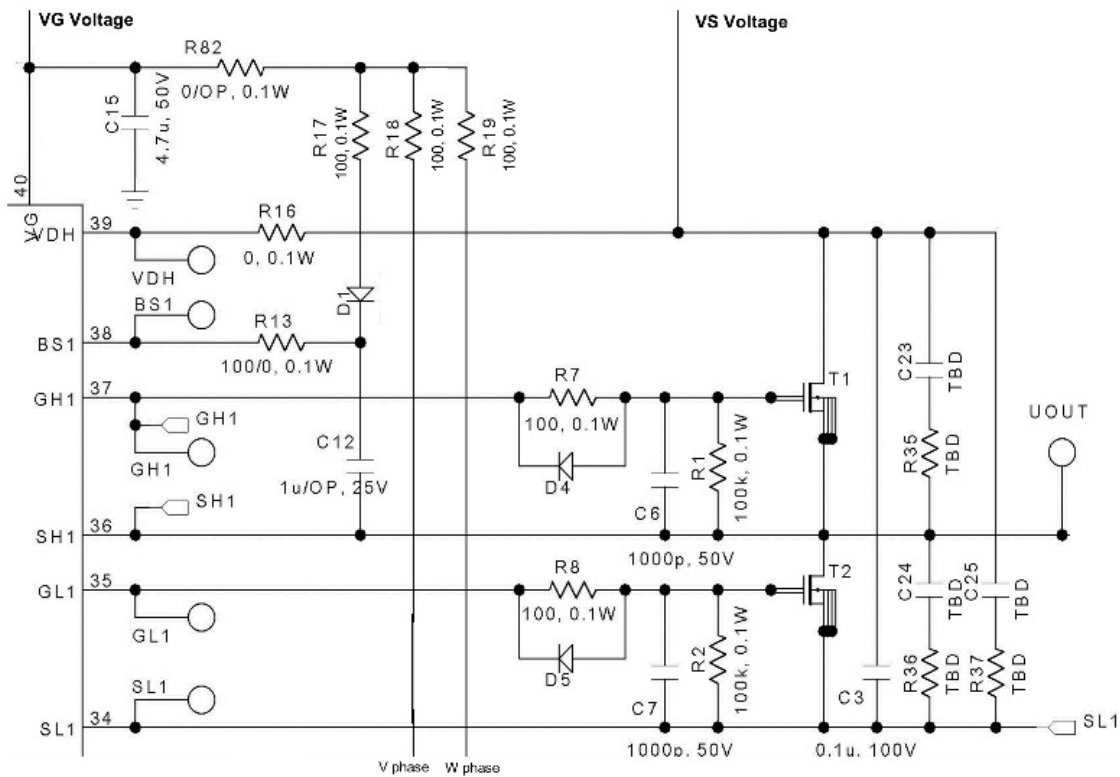 VG Voltage
VS Voltage
R82
0/OP, 0.1W
C15
4.7u, 50V
R17
100, 0.1W
R18
100, 0.1W
R19
100, 0.1W
40
VG
VDH
39
R16
0, 0.1W
VDH
BS1
D1
BS1
38
R13
100/0, 0.1W
GH1
37
GH1
GH1
R7
100, 0.1W
D4
T1
C23
TBD
R35
TBD
UOUT
C12
1u/OP, 25V
C6
1000p, 50V
R1
100k, 0.1W
SH1
SH1
36
GL1
35
GL1
R8
100, 0.1W
D5
T2
C24
TBD
C25
TBD
R36
TBD
R37
TBD
SL1
C7
1000p, 50V
R2
100k, 0.1W
C3
0.1u, 100V
SL1
34
SL1
V phase
W phase